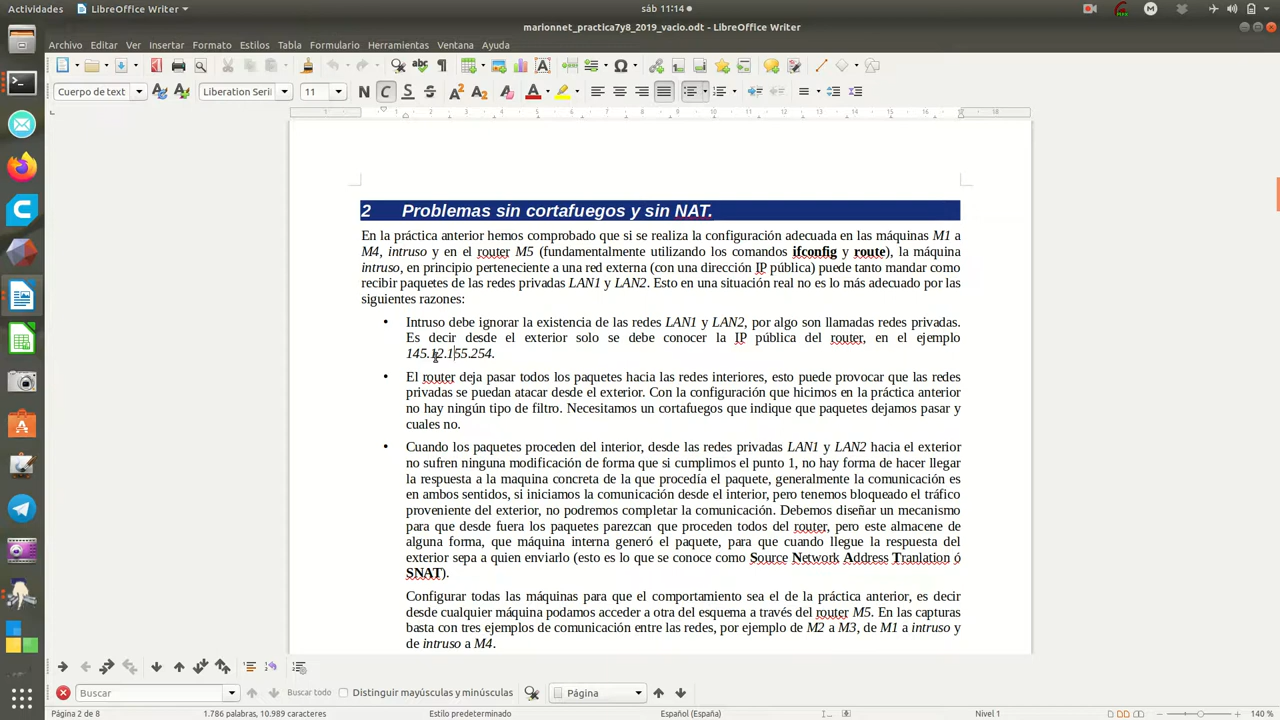 Actividades LibreOffice Writer sáb 11:14
marionnet_practica7y8_2019_vacio.odt - LibreOffice Writer
Archivo Editar Ver Insertar Formato Estilos Tabla Formulario Herramientas Ventana Ayuda
Cuerpo de text Liberation Seri 11 N C S S
2 Problemas sin cortafuegos y sin NAT.
En la práctica anterior hemos comprobado que si se realiza la configuración adecuada en las máquinas M1 a
M4, intruso y en el router M5 (fundamentalmente utilizando los comandos ifconfig y route), la máquina
intruso, en principio perteneciente a una red externa (con una dirección IP pública) puede tanto mandar como
recibir paquetes de las redes privadas LAN1 y LAN2. Esto en una situación real no es lo más adecuado por las
siguientes razones:
• Intruso debe ignorar la existencia de las redes LAN1 y LAN2, por algo son llamadas redes privadas.
Es decir desde el exterior solo se debe conocer la IP pública del router, en el ejemplo
145.12.155.254.
• El router deja pasar todos los paquetes hacia las redes interiores, esto puede provocar que las redes
privadas se puedan atacar desde el exterior. Con la configuración que hicimos en la práctica anterior
no hay ningún tipo de filtro. Necesitamos un cortafuegos que indique que paquetes dejamos pasar y
cuales no.
• Cuando los paquetes proceden del interior, desde las redes privadas LAN1 y LAN2 hacia el exterior
no sufren ninguna modificación de forma que si cumplimos el punto 1, no hay forma de hacer llegar
la respuesta a la maquina concreta de la que procedía el paquete, generalmente la comunicación es
en ambos sentidos, si iniciamos la comunicación desde el interior, pero tenemos bloqueado el tráfico
proveniente del exterior, no podremos completar la comunicación. Debemos diseñar un mecanismo
para que desde fuera los paquetes parezcan que proceden todos del router, pero este almacene de
alguna forma, que máquina interna generó el paquete, para que cuando llegue la respuesta del
exterior sepa a quien enviarlo (esto es lo que se conoce como Source Network Address Tranlation ó
SNAT).
Configurar todas las máquinas para que el comportamiento sea el de la práctica anterior, es decir
desde cualquier máquina podamos acceder a otra del esquema a través del router M5. En las capturas
basta con tres ejemplos de comunicación entre las redes, por ejemplo de M2 a M3, de M1 a intruso y
de intruso a M4.
Buscar Buscar todo Distinguir mayúsculas y minúsculas Página
Página 2 de 8 1.786 palabras, 10.989 caracteres Estilo predeterminado Español (España) Nivel 1 140 %